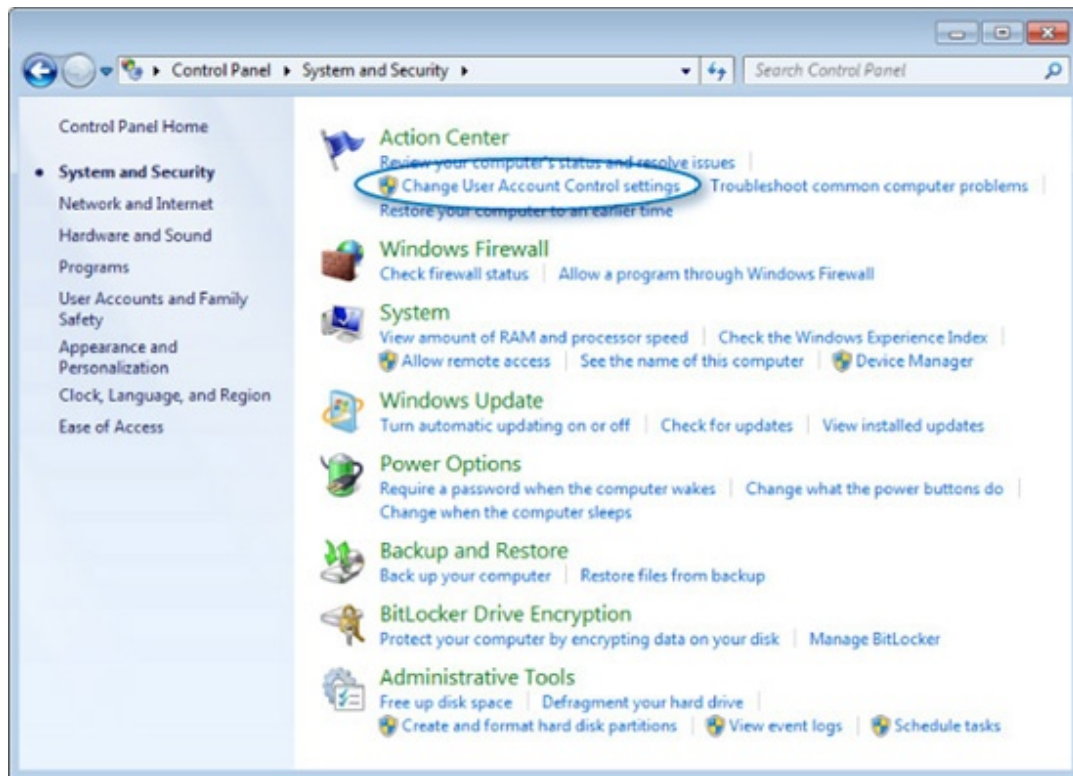 Control Panel System and Security
Search Control Panel
Control Panel Home
System and Security
Network and Internet
Hardware and Sound
Programs
User Accounts and Family
Safety
Appearance and
Personalization
Clock, Language, and Region
Ease of Access
Action Center
Review your computer's status and resolve issues
Change User Account Control settings Troubleshoot common computer problems
Restore your computer to an earlier time
Windows Firewall
Check firewall status Allow a program through Windows Firewall
System
View amount of RAM and processor speed Check the Windows Experience Index
Allow remote access See the name of this computer Device Manager
Windows Update
Turn automatic updating on or off Check for updates View installed updates
Power Options
Require a password when the computer wakes Change what the power buttons do
Change when the computer sleeps
Backup and Restore
Back up your computer Restore files from backup
BitLocker Drive Encryption
Protect your computer by encrypting data on your disk Manage BitLocker
Administrative Tools
Free up disk space Defragment your hard drive
Create and format hard disk partitions View event logs Schedule tasks